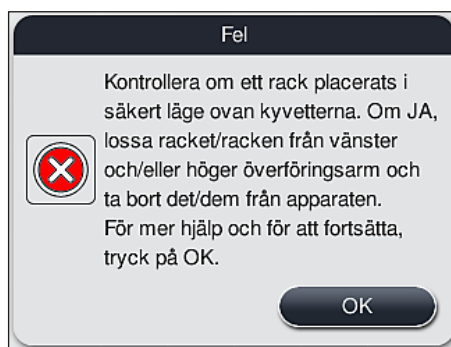 Fel
Kontrollera om ett rack placerats i
säkert läge ovan kyvetterna. Om JA,
lossa racket/racken från vänster
och/eller höger överföringsarm och
ta bort det/dem från apparaten.
För mer hjälp och för att fortsätta,
tryck på OK.
OK